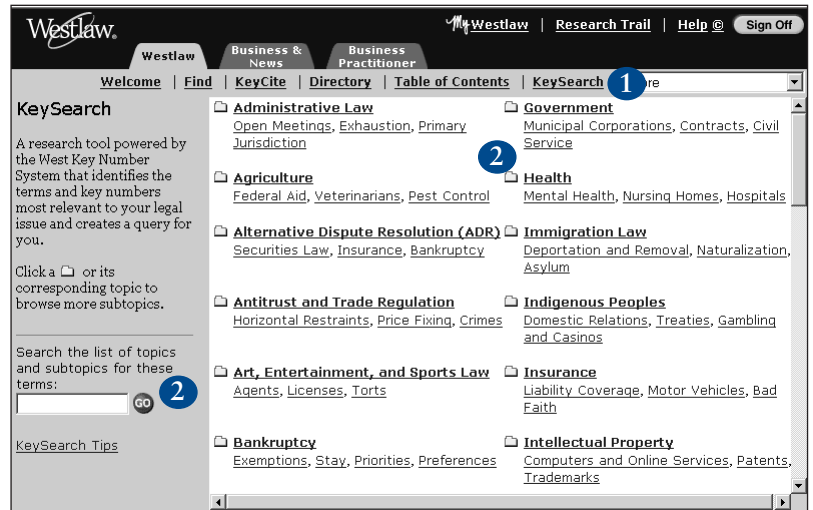 Westlaw.
My Westlaw | Research Trail | Help © Sign Off
Westlaw
Business & News
Business Practitioner
Welcome | Find | KeyCite | Directory | Table of Contents | KeySearch 1
KeySearch
A research tool powered by
the West Key Number
System that identifies the
terms and key numbers
most relevant to your legal
issue and creates a query for
you.
Click a or its
corresponding topic to
browse more subtopics.
Search the list of topics
and subtopics for these
terms:
GO 2
KeySearch Tips
Administrative Law
Open Meetings, Exhaustion, Primary
Jurisdiction
2
Agriculture
Federal Aid, Veterinarians, Pest Control
Alternative Dispute Resolution (ADR)
Securities Law, Insurance, Bankruptcy
Antitrust and Trade Regulation
Horizontal Restraints, Price Fixing, Crimes
Art, Entertainment, and Sports Law
Agents, Licenses, Torts
Bankruptcy
Exemptions, Stay, Priorities, Preferences
Government
Municipal Corporations, Contracts, Civil
Service
Health
Mental Health, Nursing Homes, Hospitals
Immigration Law
Deportation and Removal, Naturalization,
Asylum
Indigenous Peoples
Domestic Relations, Treaties, Gambling
and Casinos
Insurance
Liability Coverage, Motor Vehicles, Bad
Faith
Intellectual Property
Computers and Online Services, Patents,
Trademarks